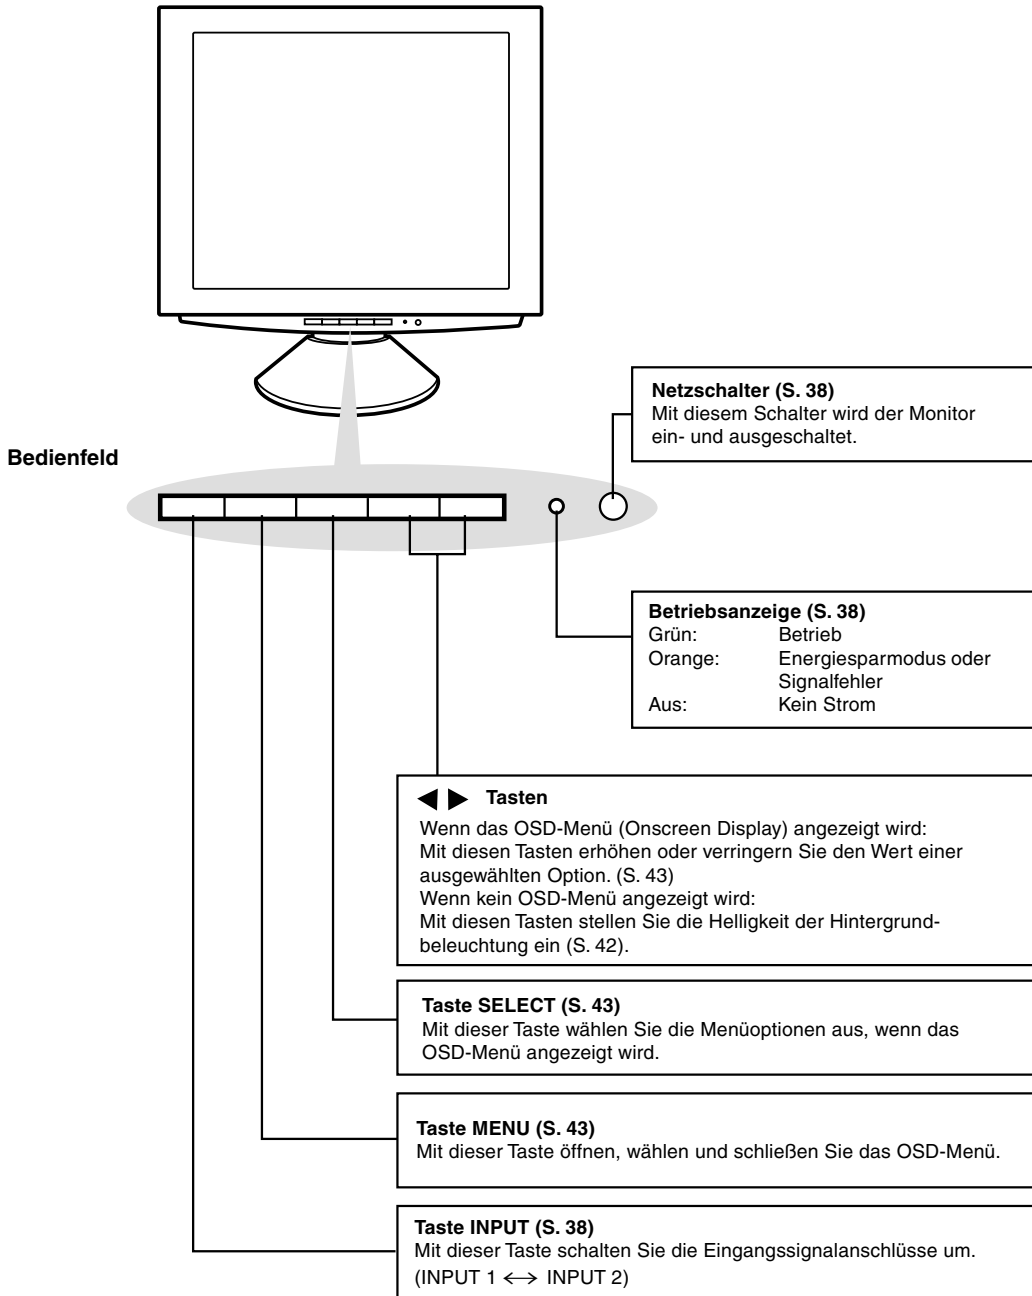 Netzschalter (S. 38)
Mit diesem Schalter wird der Monitor
ein- und ausgeschaltet.
Bedienfeld
Betriebsanzeige (S. 38)
Grün: Betrieb
Orange: Energiesparmodus oder
Signalfehler
Aus: Kein Strom
◀ ▶ Tasten
Wenn das OSD-Menü (Onscreen Display) angezeigt wird:
Mit diesen Tasten erhöhen oder verringern Sie den Wert einer
ausgewählten Option. (S. 43)
Wenn kein OSD-Menü angezeigt wird:
Mit diesen Tasten stellen Sie die Helligkeit der Hintergrund-
beleuchtung ein (S. 42).
Taste SELECT (S. 43)
Mit dieser Taste wählen Sie die Menüoptionen aus, wenn das
OSD-Menü angezeigt wird.
Taste MENU (S. 43)
Mit dieser Taste öffnen, wählen und schließen Sie das OSD-Menü.
Taste INPUT (S. 38)
Mit dieser Taste schalten Sie die Eingangssignalanschlüsse um.
(INPUT 1 ↔ INPUT 2)